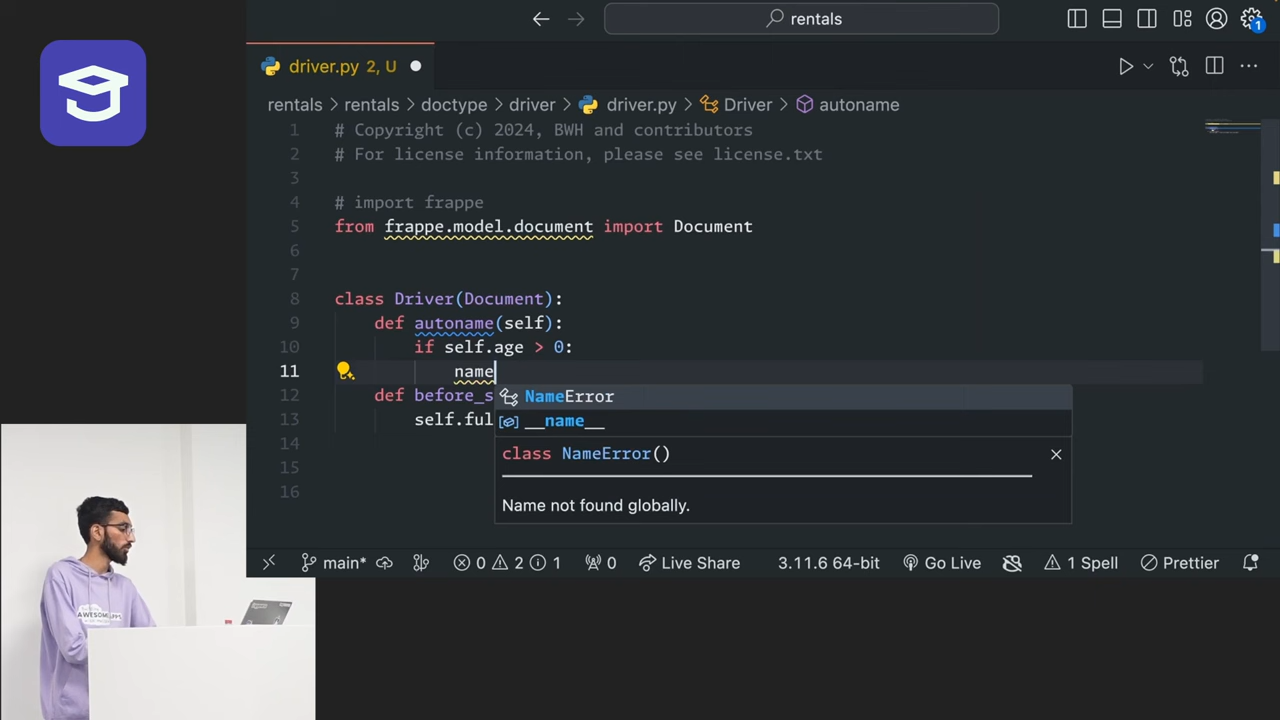 rentals
1
driver.py 2, U
rentals > rentals > doctype > driver > driver.py > Driver > autoname
1 # Copyright (c) 2024, BWH and contributors
2 # For license information, please see license.txt
3
4 # import frappe
5 from frappe.model.document import Document
6
7
8 class Driver(Document):
9 def autoname(self):
10 if self.age > 0:
11 name
12 def before_s
13 self.ful
14
15
16
NameError
__name__
class NameError()
Name not found globally.
main* 0 2 1 0 Live Share 3.11.6 64-bit Go Live 1 Spell Prettier
AWESOME